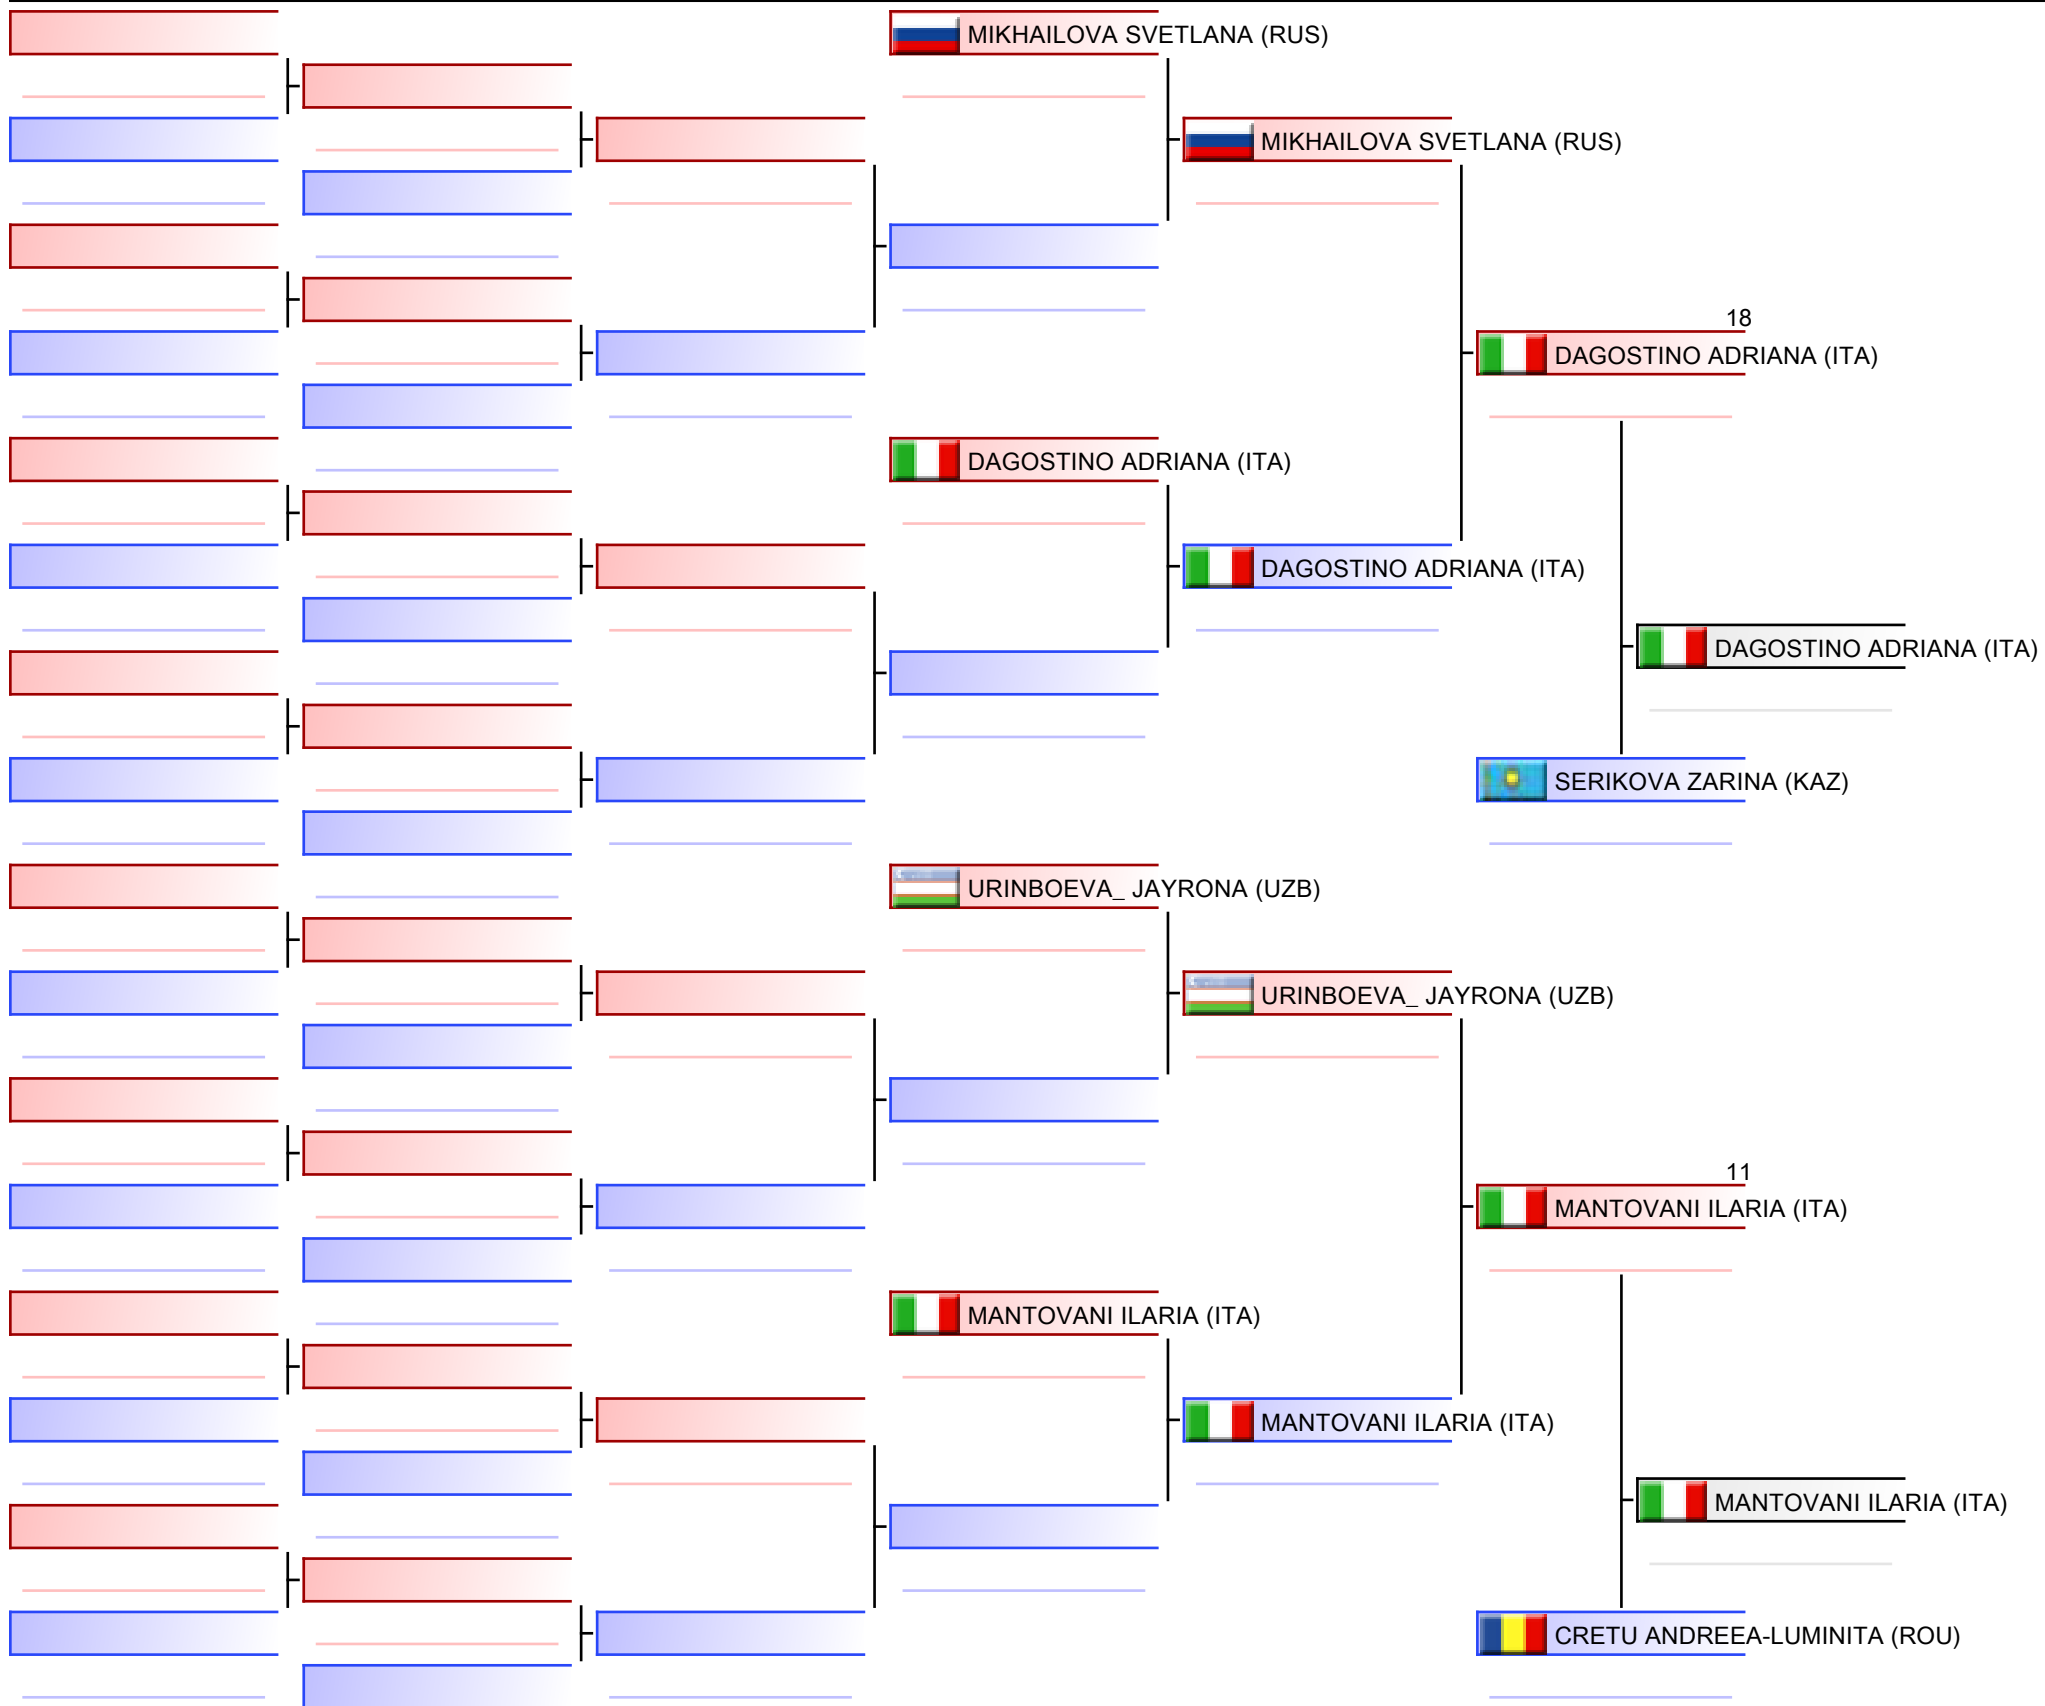 MIKHAILOVA SVETLANA (RUS)
MIKHAILOVA SVETLANA (RUS)
18
DAGOSTINO ADRIANA (ITA)
DAGOSTINO ADRIANA (ITA)
DAGOSTINO ADRIANA (ITA)
DAGOSTINO ADRIANA (ITA)
SERIKOVA ZARINA (KAZ)
URINBOEVA_ JAYRONA (UZB)
URINBOEVA_ JAYRONA (UZB)
11
MANTOVANI ILARIA (ITA)
MANTOVANI ILARIA (ITA)
MANTOVANI ILARIA (ITA)
MANTOVANI ILARIA (ITA)
CRETU ANDREEA-LUMINITA (ROU)